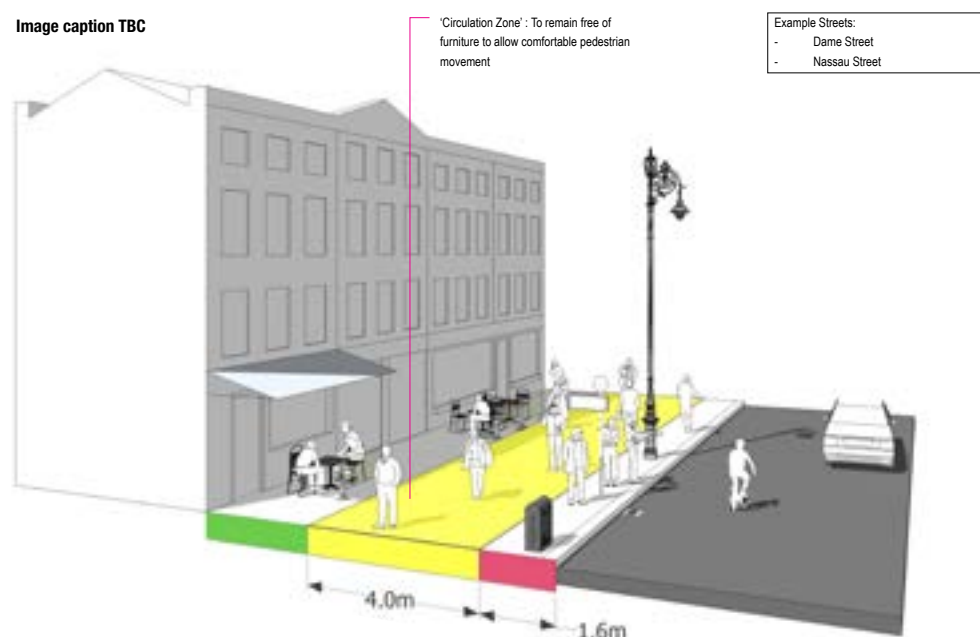 Image caption TBC
'Circulation Zone' : To remain free of
furniture to allow comfortable pedestrian
movement
Example Streets:
- Dame Street
- Nassau Street
4.0m
1.6m